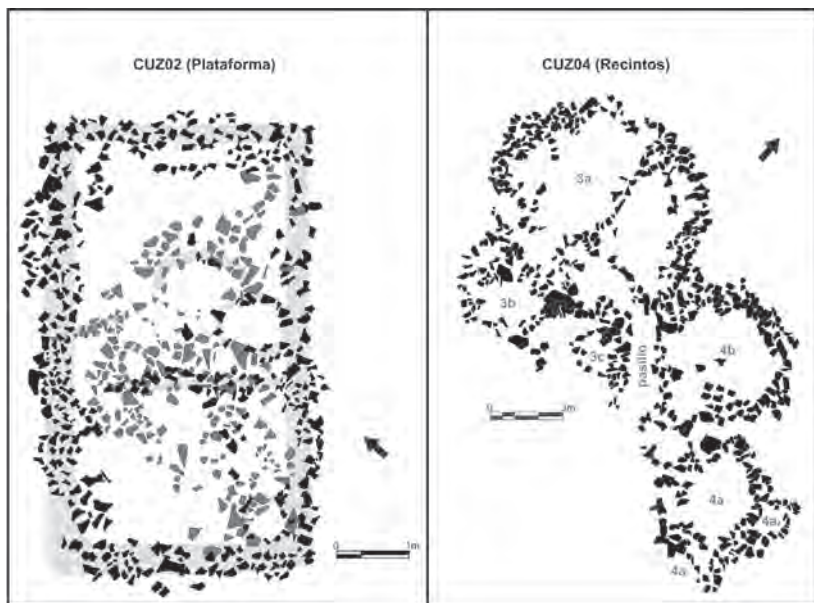 CUZ02 (Plataforma)
0 1m
CUZ04 (Recintos)
3a
3b
3c
pasillo
4b
0 3m
4a
4a
4a